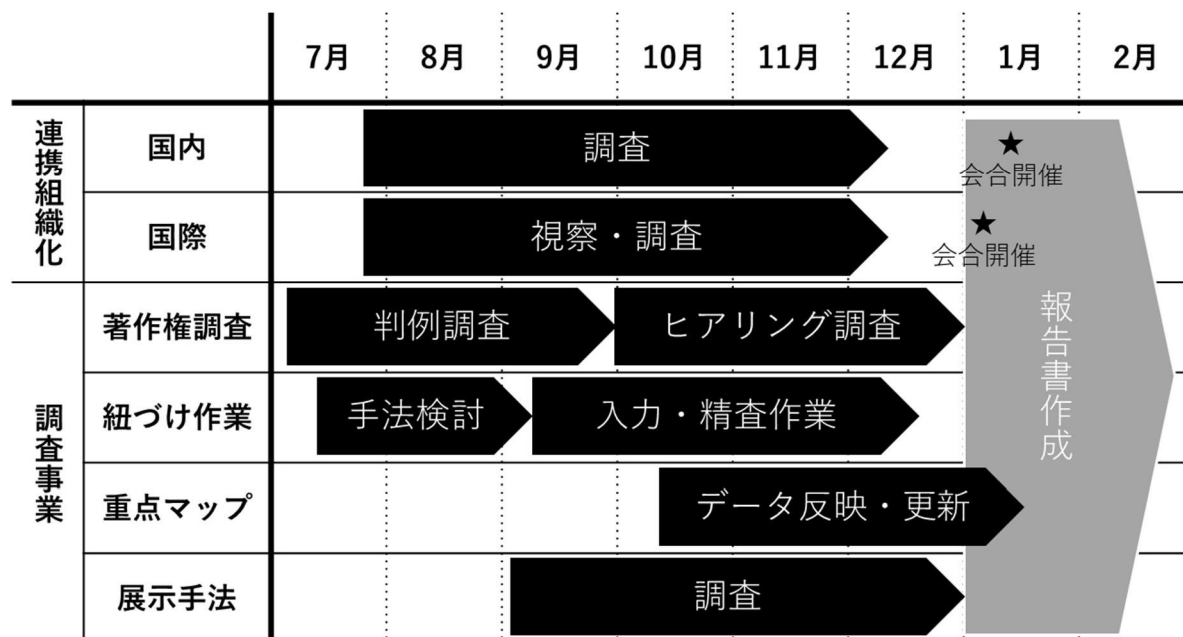 7月 8月 9月 10月 11月 12月 1月 2月
連携組織化
国内
調査
★
会合開催
国際
視察・調査
★
会合開催
調査事業
著作権調査
判例調査
ヒアリング調査
紐づけ作業
手法検討
入力・精査作業
重点マップ
データ反映・更新
展示手法
調査
報告書作成